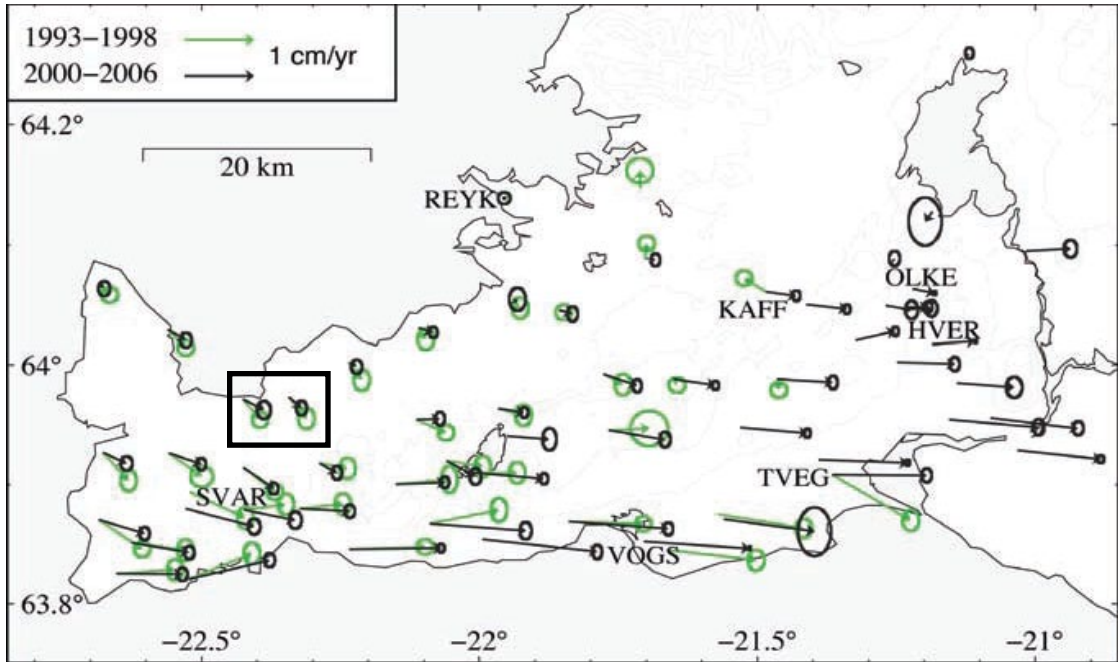 1993–1998
2000–2006
1 cm/yr
64.2°
20 km
REYK
OLKE
KAFF
HVER
64°
SVAR
TVEG
VOGS
63.8°
−22.5° −22° −21.5° −21°